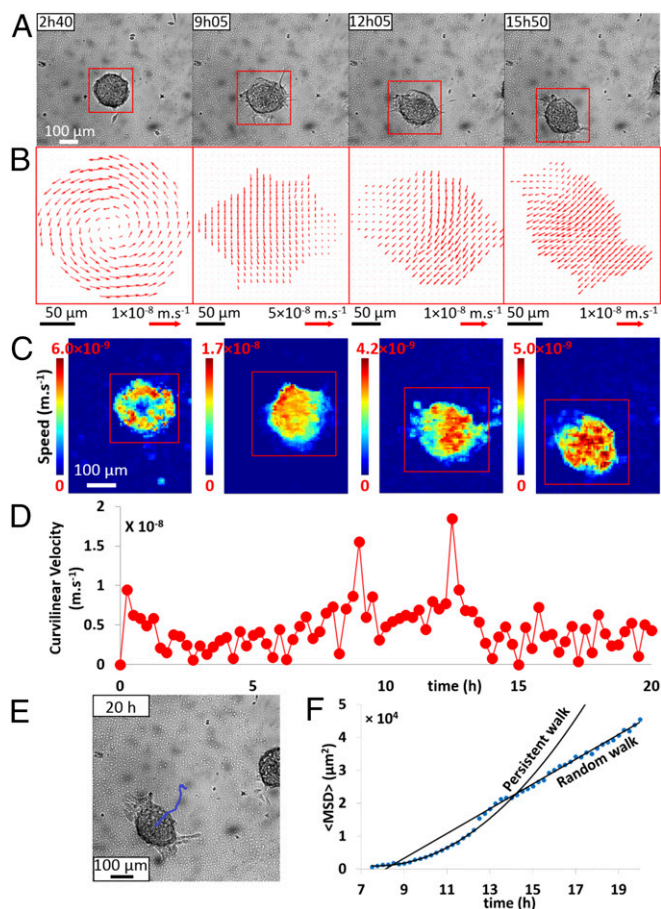 A
2h40
9h05
12h05
15h50
100 μm
B
50 μm
1×10⁻⁸ m.s⁻¹
50 μm
5×10⁻⁸ m.s⁻¹
50 μm
1×10⁻⁸ m.s⁻¹
50 μm
1×10⁻⁸ m.s⁻¹
C
6.0×10⁻⁹
1.7×10⁻⁸
4.2×10⁻⁹
5.0×10⁻⁹
Speed (m.s⁻¹)
0
0
0
0
100 μm
D
X 10⁻⁸
Curvilinear Velocity
(m.s⁻¹)
2
1.5
1
0.5
0
0
5
10
15
20
time (h)
E
20 h
100 μm
F
× 10⁴
<MSD> (μm²)
5
4
3
2
1
0
Persistent walk
Random walk
7
9
11
13
15
17
19
time (h)